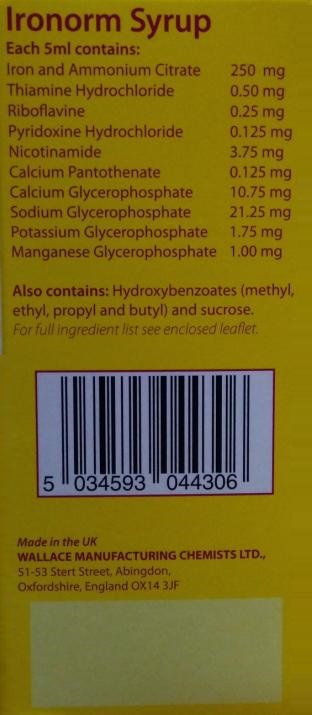 Ironorm Syrup
Each 5ml contains:
Iron and Ammonium Citrate 250 mg
Thiamine Hydrochloride 0.50 mg
Riboflavine 0.25 mg
Pyridoxine Hydrochloride 0.125 mg
Nicotinamide 3.75 mg
Calcium Pantothenate 0.125 mg
Calcium Glycerophosphate 10.75 mg
Sodium Glycerophosphate 21.25 mg
Potassium Glycerophosphate 1.75 mg
Manganese Glycerophosphate 1.00 mg
Also contains: Hydroxybenzoates (methyl,
ethyl, propyl and butyl) and sucrose.
For full ingredient list see enclosed leaflet.
5 034593 044306
Made in the UK
WALLACE MANUFACTURING CHEMISTS LTD.,
51-53 Stert Street, Abingdon,
Oxfordshire, England OX14 3JF